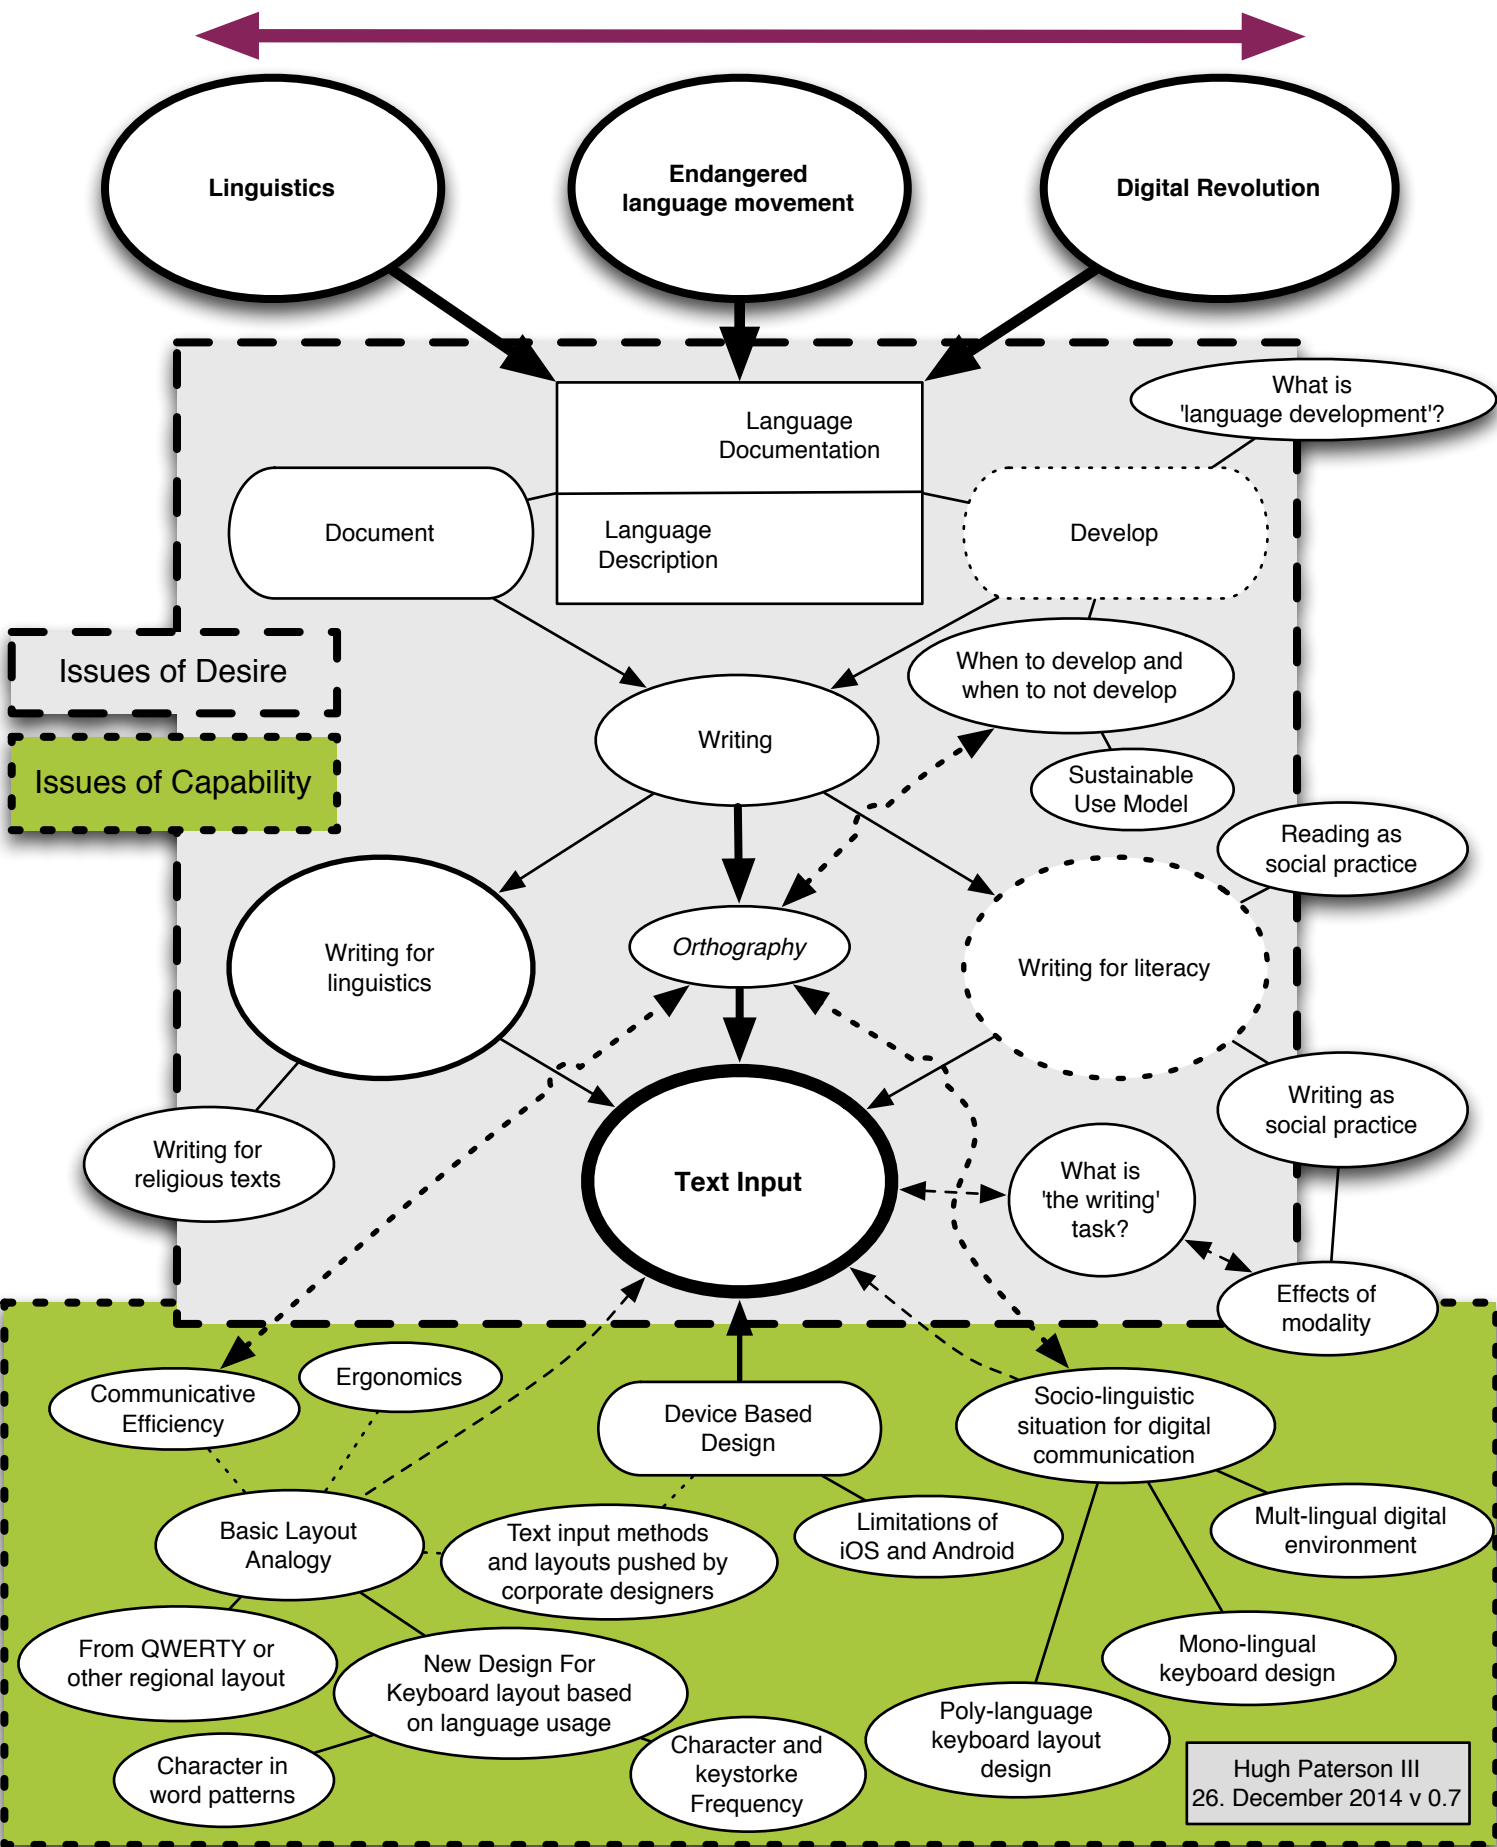 Linguistics
Endangered
language movement
Digital Revolution
What is
'language development'?
Language
Documentation
Document
Language
Description
Develop
Issues of Desire
When to develop and
when to not develop
Writing
Issues of Capability
Sustainable
Use Model
Reading as
social practice
Writing for
linguistics
Orthography
Writing for literacy
Writing for
religious texts
Text Input
What is
'the writing'
task?
Writing as
social practice
Effects of
modality
Communicative
Efficiency
Ergonomics
Device Based
Design
Socio-linguistic
situation for digital
communication
Basic Layout
Analogy
Text input methods
and layouts pushed by
corporate designers
Limitations of
iOS and Android
Mult-lingual digital
environment
From QWERTY or
other regional layout
New Design For
Keyboard layout based
on language usage
Mono-lingual
keyboard design
Character in
word patterns
Character and
keystorke
Frequency
Poly-language
keyboard layout
design
Hugh Paterson III
26. December 2014 v 0.7